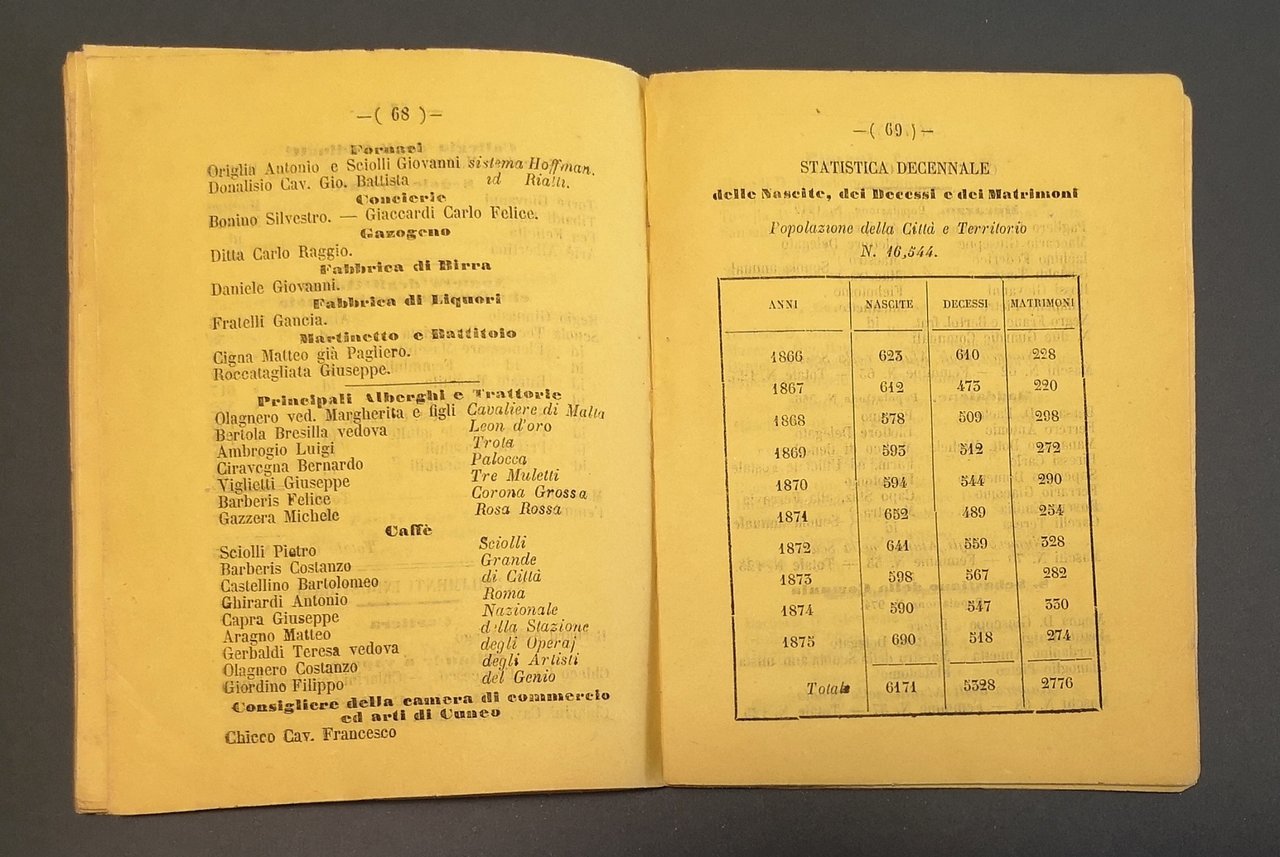 —( 68 )—
Fornari
Origlia Antonio e Sciolli Giovanni sistema Hoffman.
Donalisio Cav. Gio. Battista id Rialti.
Concierie
Bonino Silvestro. — Giaccardi Carlo Felice.
Gazogeno
Ditta Carlo Raggio.
Fabbrica di Birra
Daniele Giovanni.
Fabbrica di Liquori
Fratelli Gancia.
Martinetto e Battitoio
Cigna Matteo già Pagliero.
Roccatagliata Giuseppe.
Principali Alberghi e Trattorie
Olagnero ved. Margherita e figli Cavaliere di Malta
Bertola Bresilla vedova Leon d'oro
Ambrogio Luigi Trota
Ciravegna Bernardo Palocca
Viglietti Giuseppe Tre Muletti
Barberis Felice Corona Grossa
Gazzera Michele Rosa Rossa
Caffè
Sciolli Pietro Sciolli
Barberis Costanzo Grande
Castellino Bartolomeo di Città
Ghirardi Antonio Roma
Capra Giuseppe Nazionale
Aragno Matteo della Stazione
Gerbaldi Teresa vedova degli Operaj
Olagnero Costanzo degli Artisti
Giordino Filippo del Genio
Consigliere della camera di commercio
ed arti di Cuneo
Chicco Cav. Francesco
—( 69 )—
STATISTICA DECENNALE
delle Nascite, dei Decessi e dei Matrimoni
Popolazione della Città e Territorio
N. 16,544.
ANNI NASCITE DECESSI MATRIMONI
1866 623 610 228
1867 612 473 220
1868 578 509 298
1869 593 512 272
1870 594 544 290
1871 652 489 254
1872 641 559 328
1873 598 567 282
1874 590 547 330
1875 690 518 274
Totale 6171 5328 2776